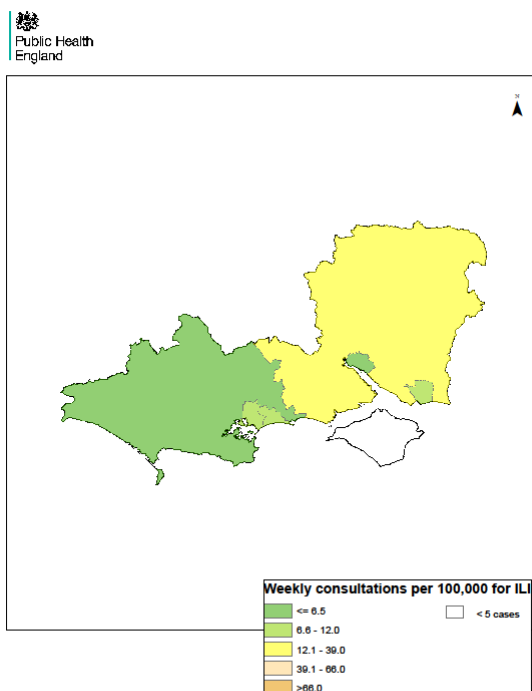 Public Health
England
N
Weekly consultations per 100,000 for ILI
<= 6.5
< 5 cases
6.6 - 12.0
12.1 - 39.0
39.1 - 66.0
>66.0